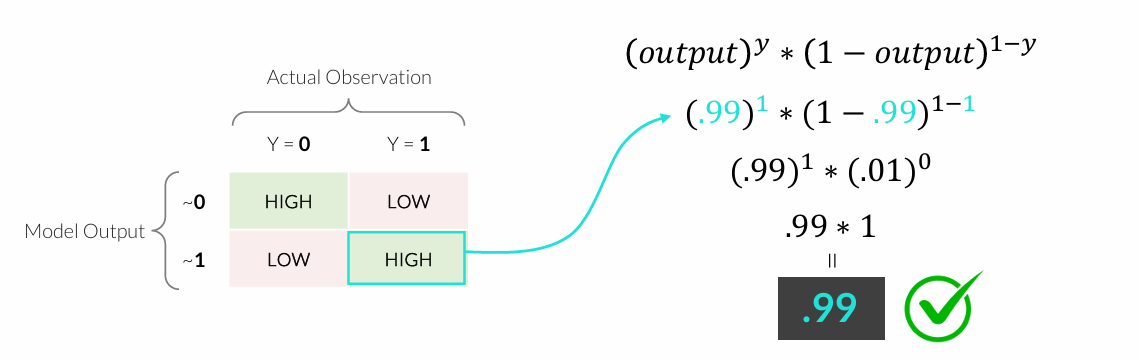 Actual Observation
Y = 0 Y = 1
Model Output
~0 HIGH LOW
~1 LOW HIGH
(output)^y * (1 − output)^{1−y}
(.99)^1 * (1 − .99)^{1−1}
(.99)^1 * (.01)^0
.99 * 1
=
.99